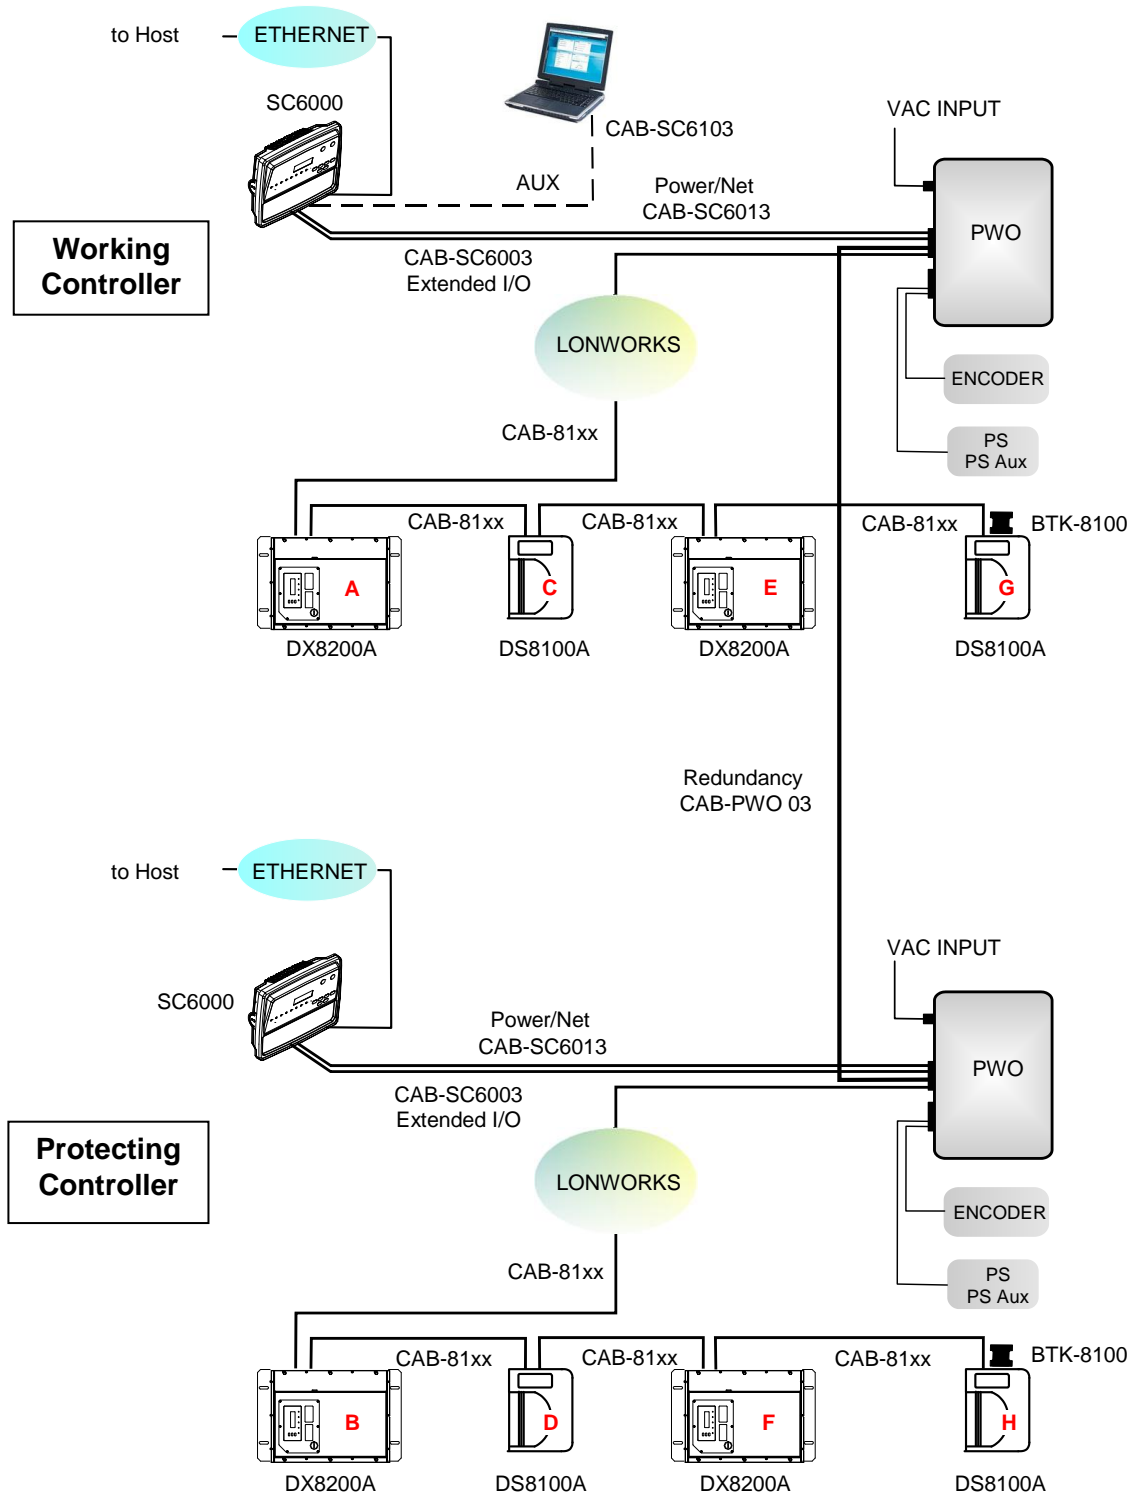 to Host
ETHERNET
SC6000
CAB-SC6103
VAC INPUT
AUX
Power/Net
CAB-SC6013
PWO
Working
Controller
CAB-SC6003
Extended I/O
LONWORKS
ENCODER
CAB-81xx
PS
PS Aux
CAB-81xx
CAB-81xx
CAB-81xx
BTK-8100
A
C
E
G
DX8200A
DS8100A
DX8200A
DS8100A
Redundancy
CAB-PWO 03
to Host
ETHERNET
VAC INPUT
SC6000
Power/Net
CAB-SC6013
PWO
CAB-SC6003
Extended I/O
Protecting
Controller
LONWORKS
ENCODER
CAB-81xx
PS
PS Aux
CAB-81xx
CAB-81xx
CAB-81xx
BTK-8100
B
D
F
H
DX8200A
DS8100A
DX8200A
DS8100A